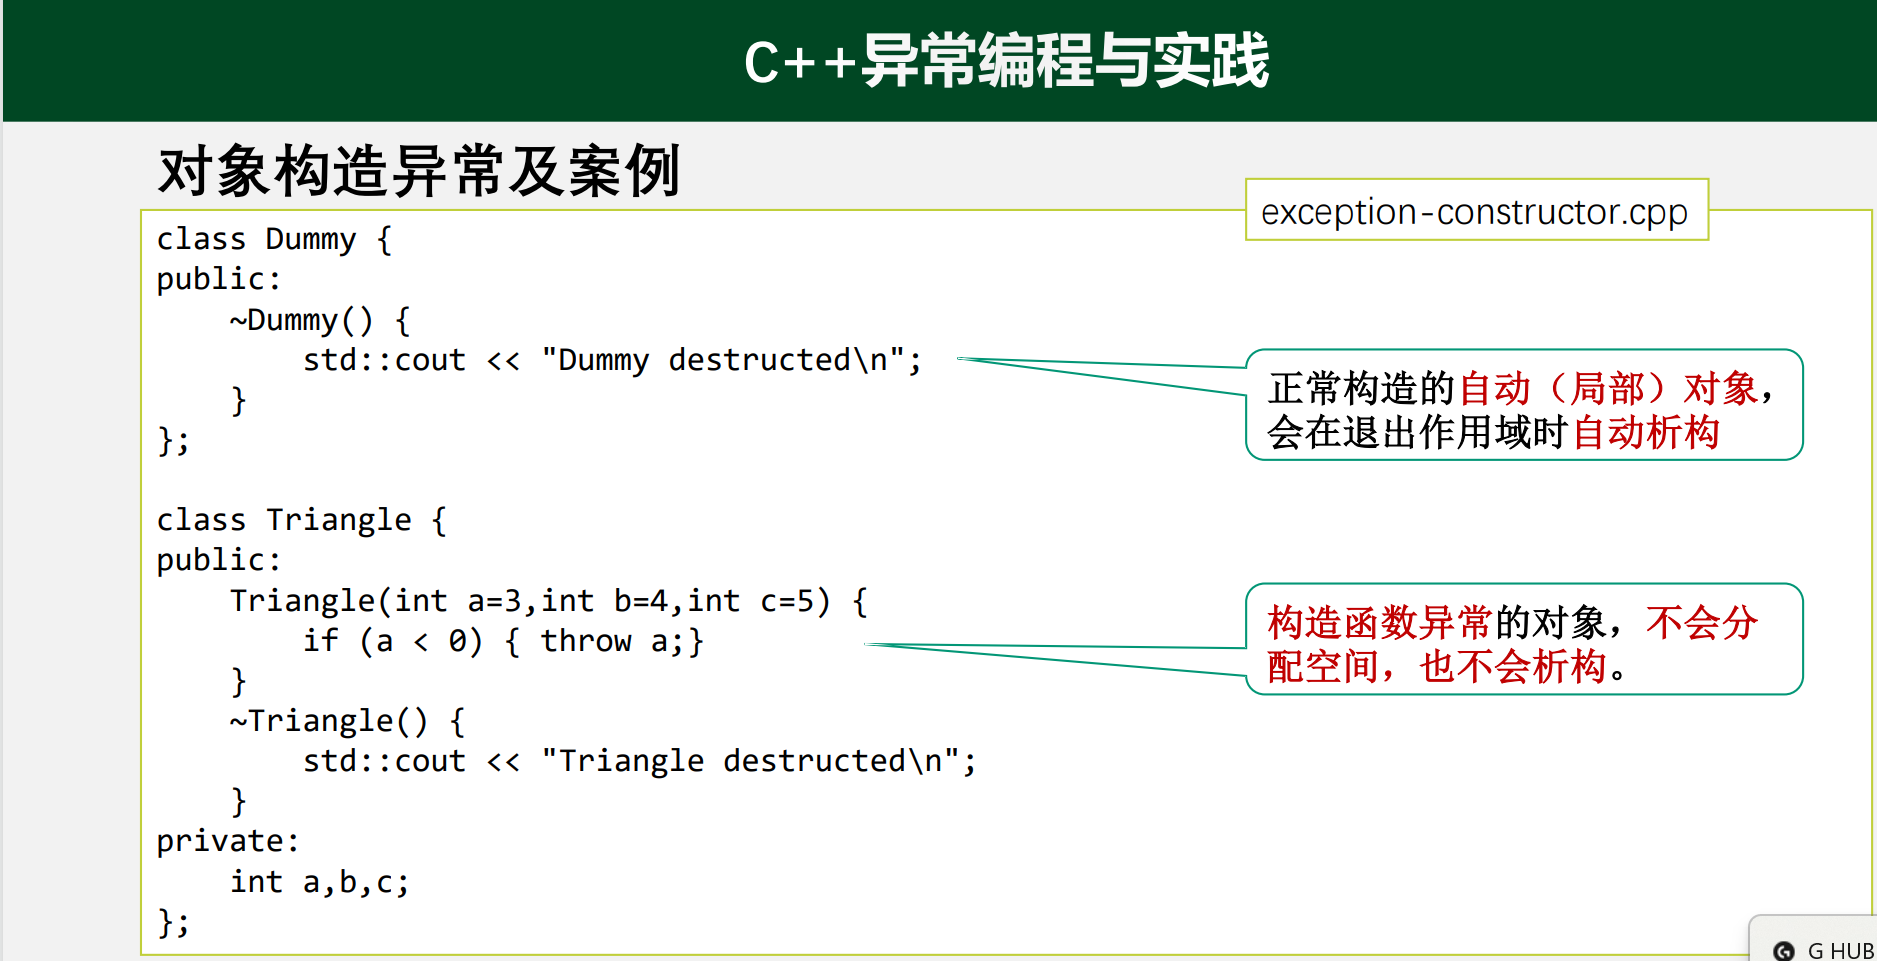 C++异常编程与实践
对象构造异常及案例
exception-constructor.cpp
class Dummy {
public:
    ~Dummy() {
        std::cout << "Dummy destructed\n";
    }
};
正常构造的自动（局部）对象，
会在退出作用域时自动析构
class Triangle {
public:
    Triangle(int a=3,int b=4,int c=5) {
        if (a < 0) { throw a;}
    }
    ~Triangle() {
        std::cout << "Triangle destructed\n";
    }
private:
    int a,b,c;
};
构造函数异常的对象，不会分
配空间，也不会析构。
G HUB